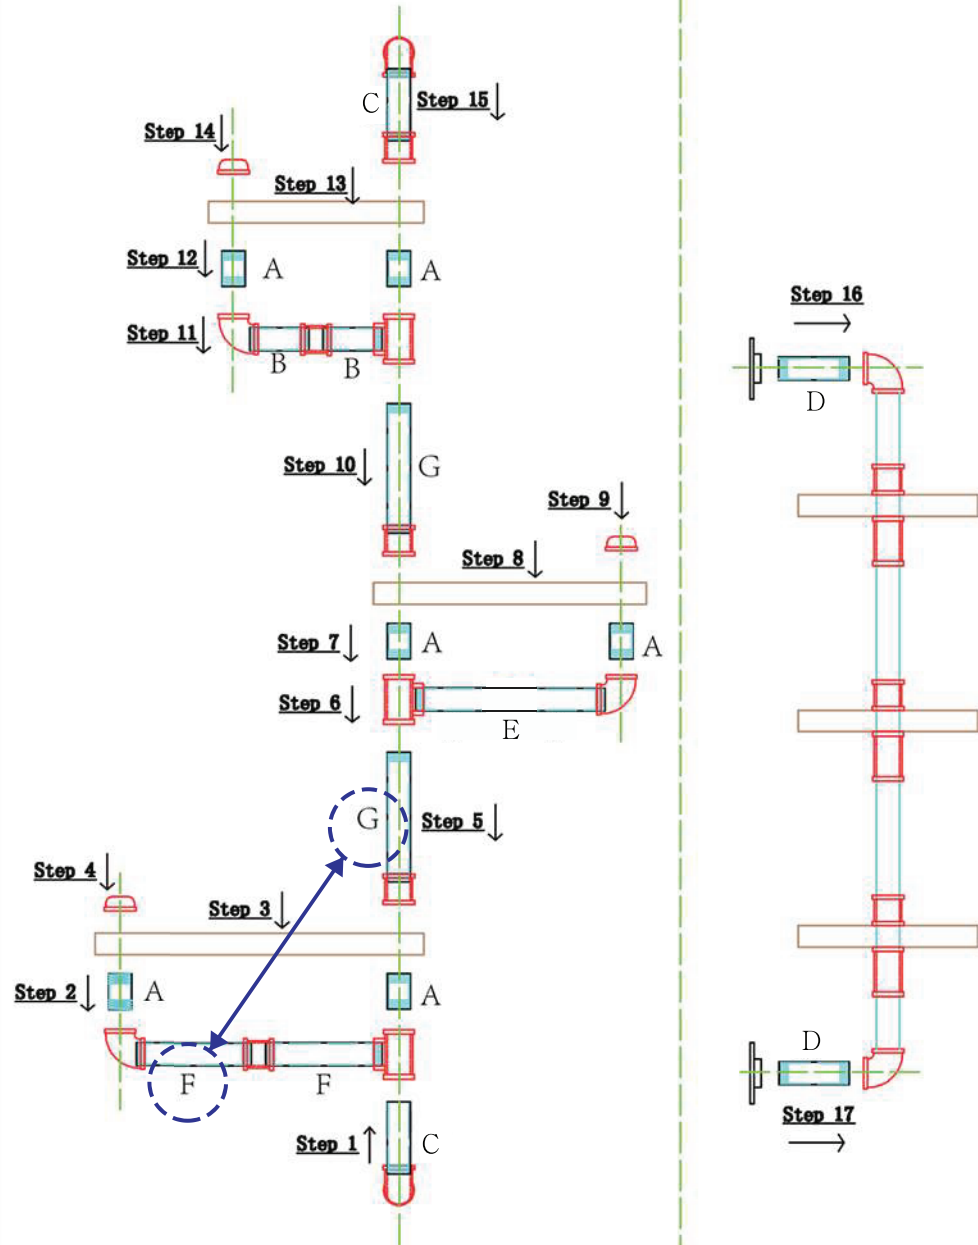 C
Step 15
Step 14
Step 13
Step 12
A
A
Step 11
B
B
Step 10
G
Step 9
Step 8
Step 7
A
A
Step 6
E
G
Step 5
Step 4
Step 3
Step 2
A
A
F
F
Step 1
C
Step 16
D
D
Step 17